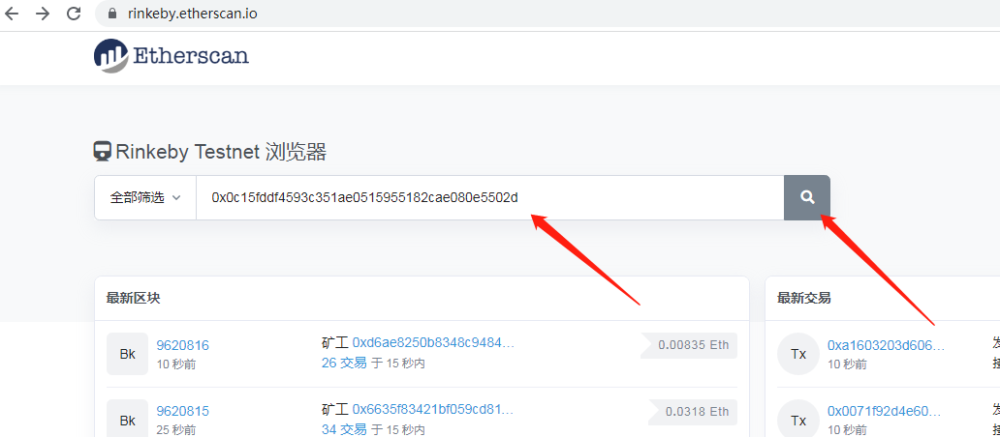 rinkeby.etherscan.io
Etherscan
Rinkeby Testnet 浏览器
全部筛选 0x0c15fddf4593c351ae0515955182cae080e5502d
最新区块
Bk 9620816 矿工 0xd6ae8250b8348c9484... 0.00835 Eth
10 秒前 26 交易 于 15 秒内
Bk 9620815 矿工 0x6635f83421bf059cd81... 0.0318 Eth
25 秒前 34 交易 于 15 秒内
最新交易
Tx 0xa1603203d606...
10 秒前
Tx 0x0071f92d4e60...
10 秒前